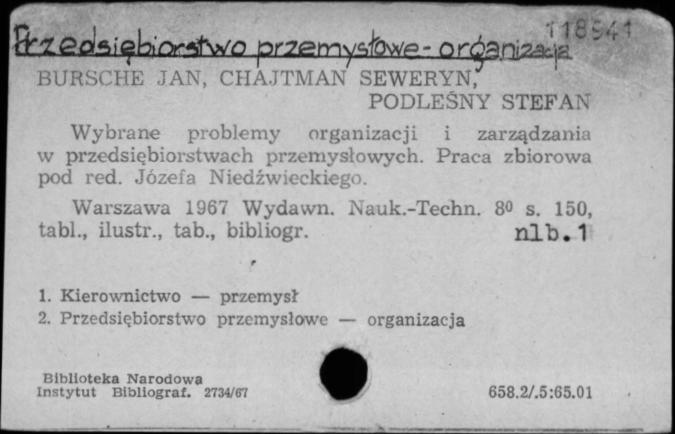 118941
Przedsiębiorstwo przemysłowe - organizacja
BURSCHE JAN, CHAJTMAN SEWERYN,
PODLEŚNY STEFAN
Wybrane problemy organizacji i zarządzania
w przedsiębiorstwach przemysłowych. Praca zbiorowa
pod red. Józefa Niedźwieckiego.
Warszawa 1967 Wydawn. Nauk.-Techn. 8⁰ s. 150,
tabl., ilustr., tab., bibliogr. nlb.1
1. Kierownictwo — przemysł
2. Przedsiębiorstwo przemysłowe — organizacja
Biblioteka Narodowa
Instytut Bibliograf. 2734/67 658.2/.5:65.01